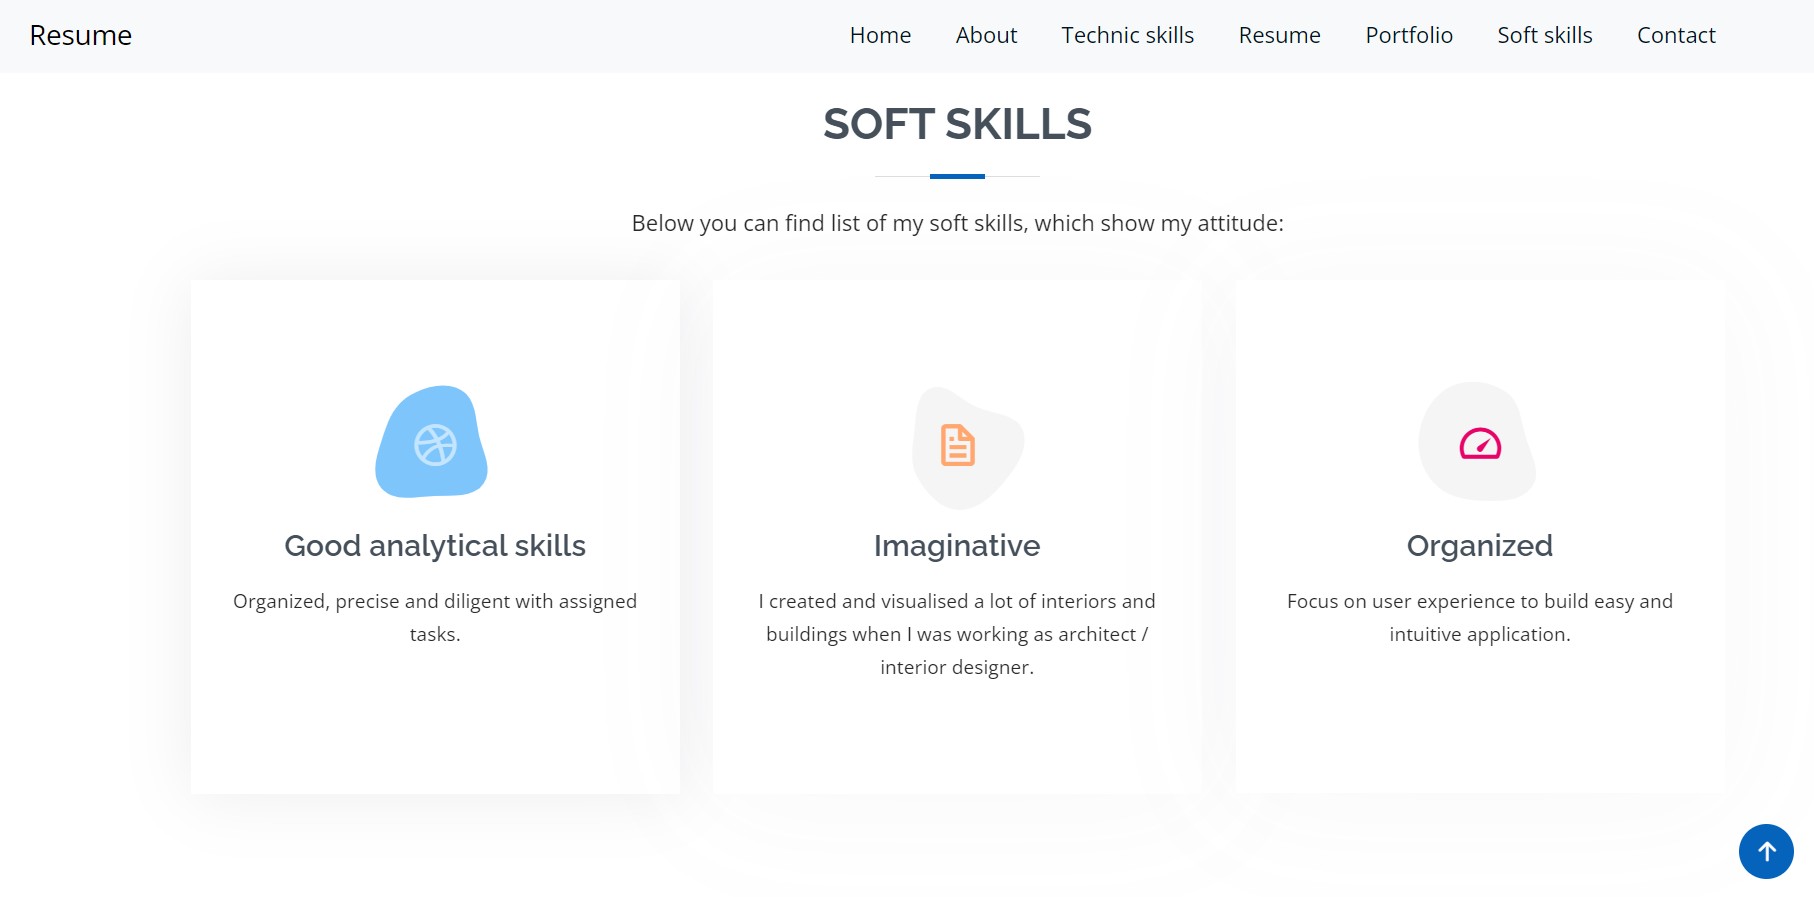 Resume
Home About Technic skills Resume Portfolio Soft skills Contact
SOFT SKILLS
Below you can find list of my soft skills, which show my attitude:
Good analytical skills
Organized, precise and diligent with assigned
tasks.
Imaginative
I created and visualised a lot of interiors and
buildings when I was working as architect /
interior designer.
Organized
Focus on user experience to build easy and
intuitive application.